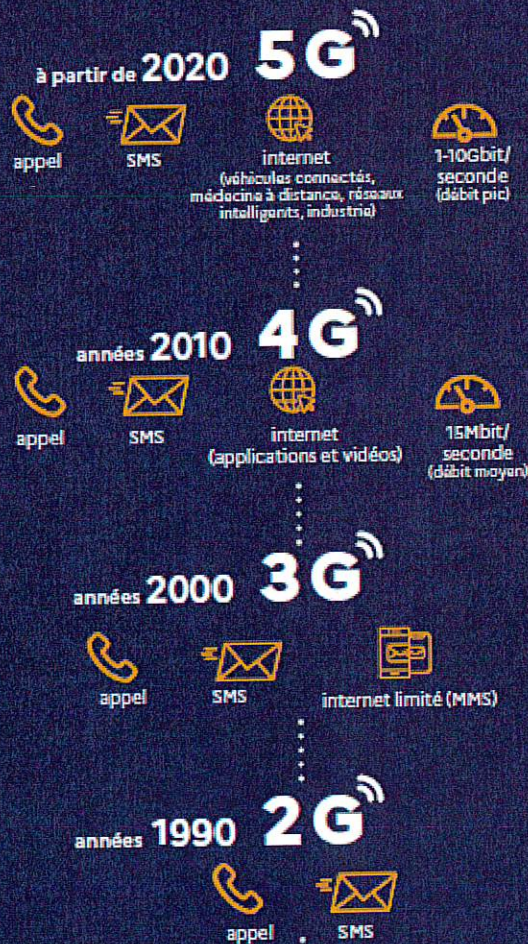 à partir de 2020 5G
appel
SMS
internet
(véhicules connectés,
médecine à distance, réseaux
intelligents, industrie)
1-10Gbit/
seconde
(débit pic)
années 2010 4G
appel
SMS
internet
(applications et vidéos)
15Mbit/
seconde
(débit moyen)
années 2000 3G
appel
SMS
internet limité (MMS)
années 1990 2G
appel
SMS